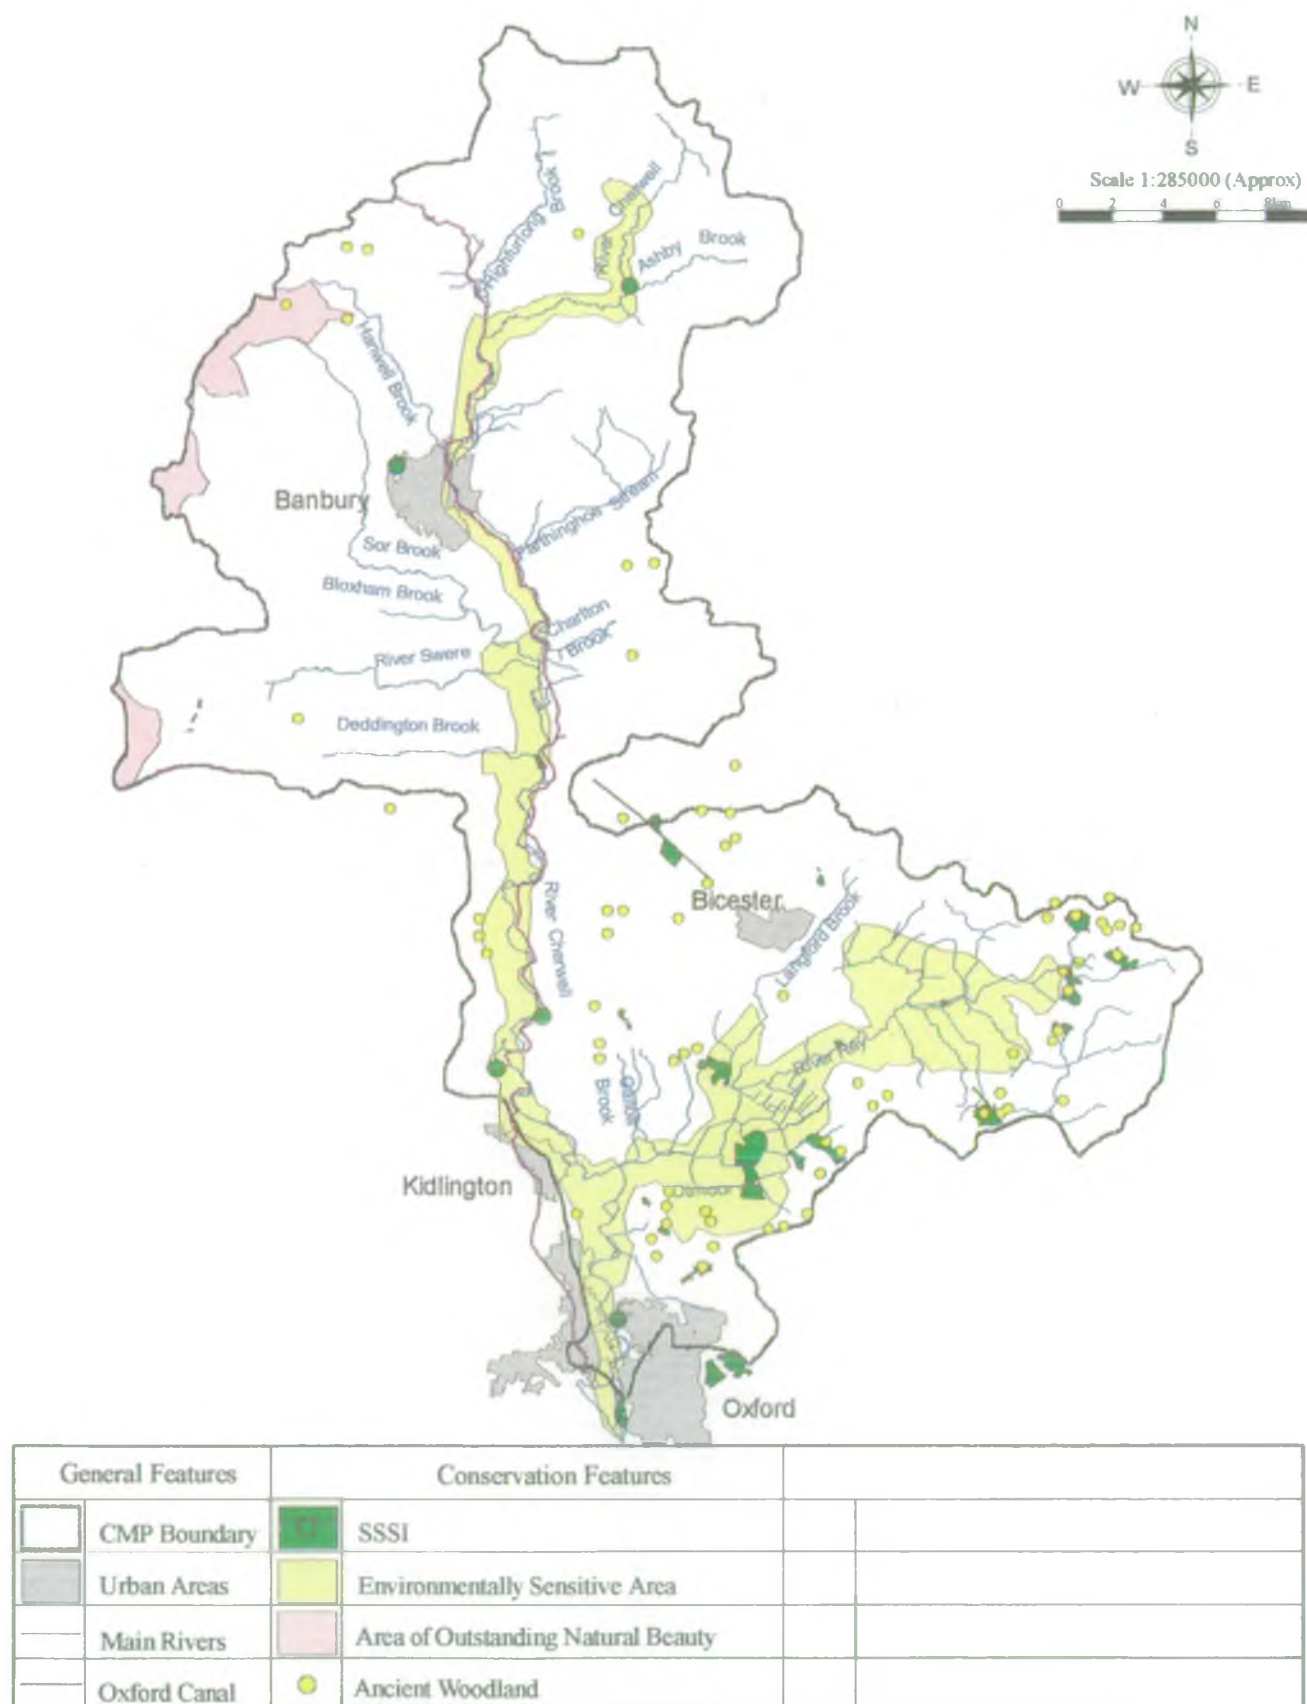 N
W E
S
Scale 1:285000 (Approx)
0 2 4 6 8km
Highfurlong Brook
River Cherwell
Ashby Brook
Hanwell Brook
Banbury
Farthinghoe Stream
Sor Brook
Bloxham Brook
Charlton Brook
River Swere
Deddington Brook
Bicester
Langford Brook
River Cherwell
River Ray
Brook
Kidlington
Oxford
General Features Conservation Features
CMP Boundary SSSI
Urban Areas Environmentally Sensitive Area
Main Rivers Area of Outstanding Natural Beauty
Oxford Canal Ancient Woodland